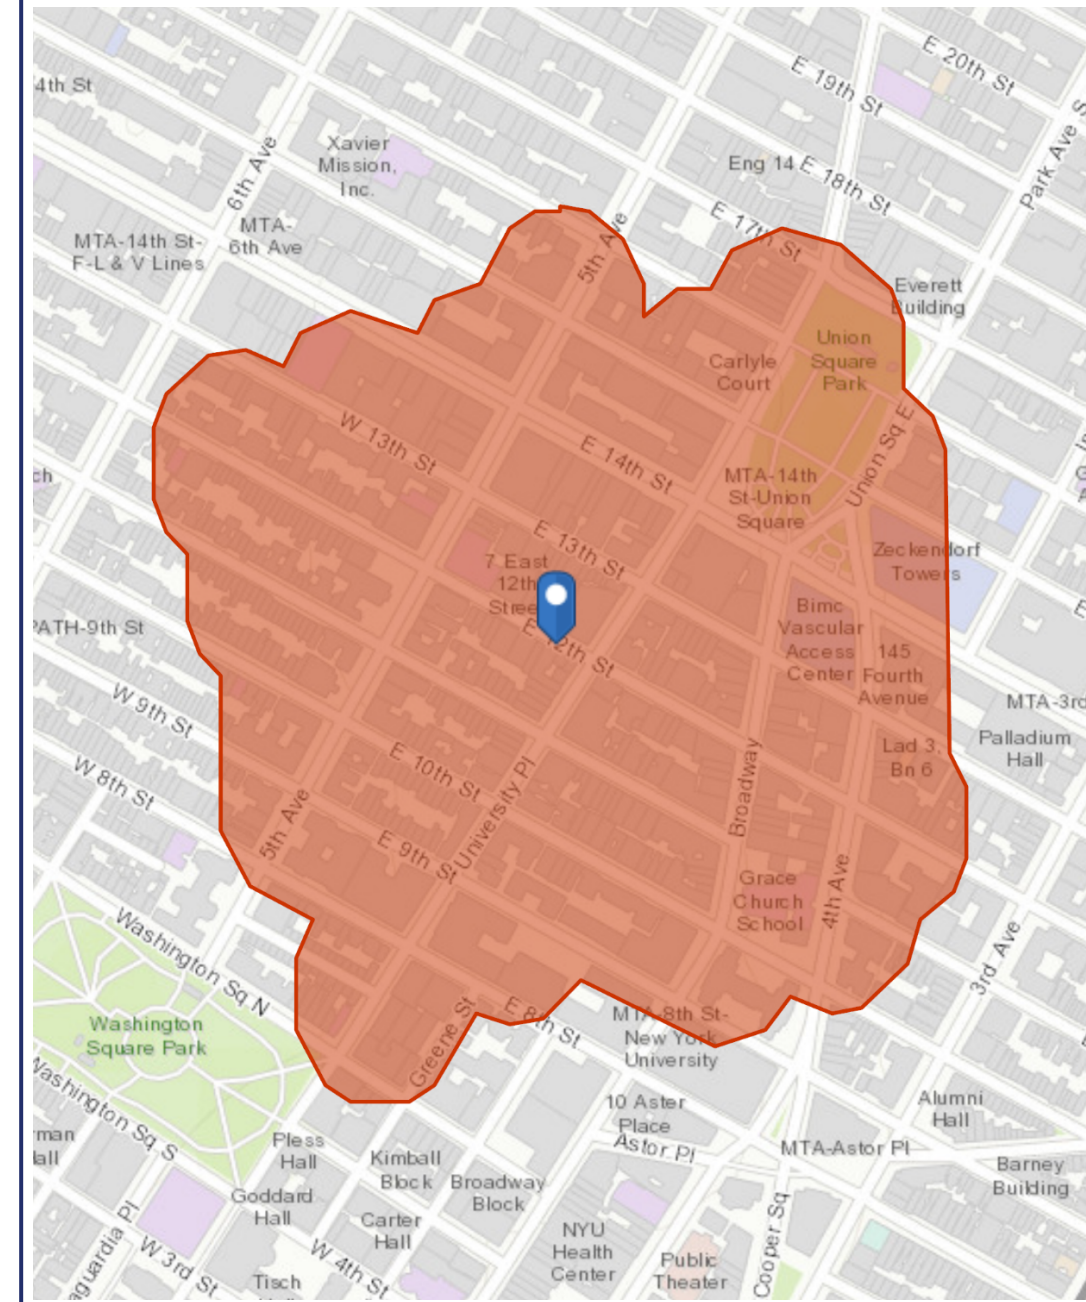 E 20th St
E 19th St
4th St
Park Ave S
Xavier
Mission,
Inc.
Eng 14
E 18th St
6th Ave
E 17th St
MTA-
6th Ave
MTA-14th St-
F-L & V Lines
5th Ave
Everett
Building
Union
Square
Park
Carlyle
Court
W 13th St
E 14th St
Union Sq E
MTA-14th
St-Union
Square
ch
E 13th St
Zeckendorf
Towers
7 East
12th
Stree
E 12th St
Bimc
Vascular
Access
Center
145
Fourth
Avenue
PATH-9th St
W 9th St
MTA-3rd
Palladium
Hall
Lad 3,
Bn 6
W 8th St
E 10th St
University Pl
Broadway
5th Ave
E 9th St
Grace
Church
School
4th Ave
3rd Ave
Washington Sq N
Washington
Square Park
Greene St
E 8th St
MTA-8th St-
New York
University
Washington Sq S
10 Aster
Place
Astor Pl
Alumni
Hall
MTA-Astor Pl
rman
Hall
Pless
Hall
Kimball
Block
Broadway
Block
Barney
Building
Goddard
Hall
Carter
Hall
NYU
Health
Center
Cooper Sq
Public
Theater
aguardia Pl
W 3rd St
W 4th St
Tisch